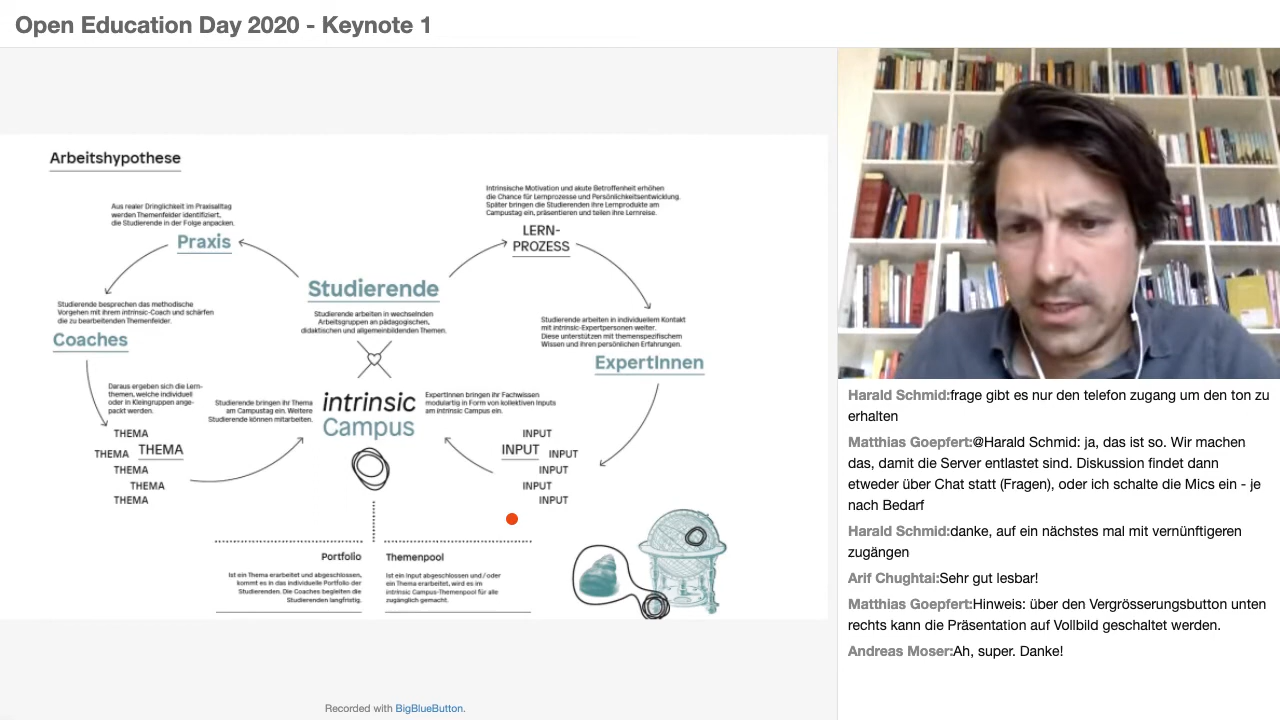 Open Education Day 2020 - Keynote 1
Arbeitshypothese
Aus realer Dringlichkeit im Praxisalltag
werden Themenfelder identifiziert,
die Studierende in der Folge anpacken.
Praxis
Intrinsische Motivation und akute Betroffenheit erhöhen
die Chance für Lernprozesse und Persönlichkeitsentwicklung.
Später bringen die Studierenden ihre Lernprodukte am
Campustag ein, präsentieren und teilen ihre Lernreise.
LERN-
PROZESS
Studierende
Studierende arbeiten in wechselnden
Arbeitsgruppen an pädagogischen,
didaktischen und allgemeinbildenden Themen.
Studierende besprechen das methodische
Vorgehen mit ihrem intrinsic-Coach und schärfen
die zu bearbeitenden Themenfelder.
Coaches
Studierende arbeiten in individuellem Kontakt
mit intrinsic-Expertpersonen weiter.
Diese unterstützen mit themenspezifischem
Wissen und ihren persönlichen Erfahrungen.
ExpertInnen
Daraus ergeben sich die Lern-
themen, welche individuell
oder in Kleingruppen ange-
packt werden.
Studierende bringen ihr Thema
am Campustag ein. Weitere
Studierende können mitarbeiten.
intrinsic
Campus
ExpertInnen bringen ihr Fachwissen
modulartig in Form von kollektiven Inputs
am intrinsic Campus ein.
THEMA
THEMA THEMA
THEMA
THEMA
THEMA
INPUT
INPUT INPUT
INPUT
INPUT
INPUT
Portfolio
Ist ein Thema erarbeitet und abgeschlossen,
kommt es in das individuelle Portfolio der
Studierenden. Die Coaches begleiten die
Studierenden langfristig.
Themenpool
Ist ein Input abgeschlossen und/oder
ein Thema erarbeitet, wird es im
intrinsic Campus-Themenpool für alle
zugänglich gemacht.
Recorded with BigBlueButton.
Harald Schmid:frage gibt es nur den telefon zugang um den ton zu
erhalten
Matthias Goepfert:@Harald Schmid: ja, das ist so. Wir machen
das, damit die Server entlastet sind. Diskussion findet dann
etweder über Chat statt (Fragen), oder ich schalte die Mics ein - je
nach Bedarf
Harald Schmid:danke, auf ein nächstes mal mit vernünftigeren
zugängen
Arif Chughtai:Sehr gut lesbar!
Matthias Goepfert:Hinweis: über den Vergrösserungsbutton unten
rechts kann die Präsentation auf Vollbild geschaltet werden.
Andreas Moser:Ah, super. Danke!